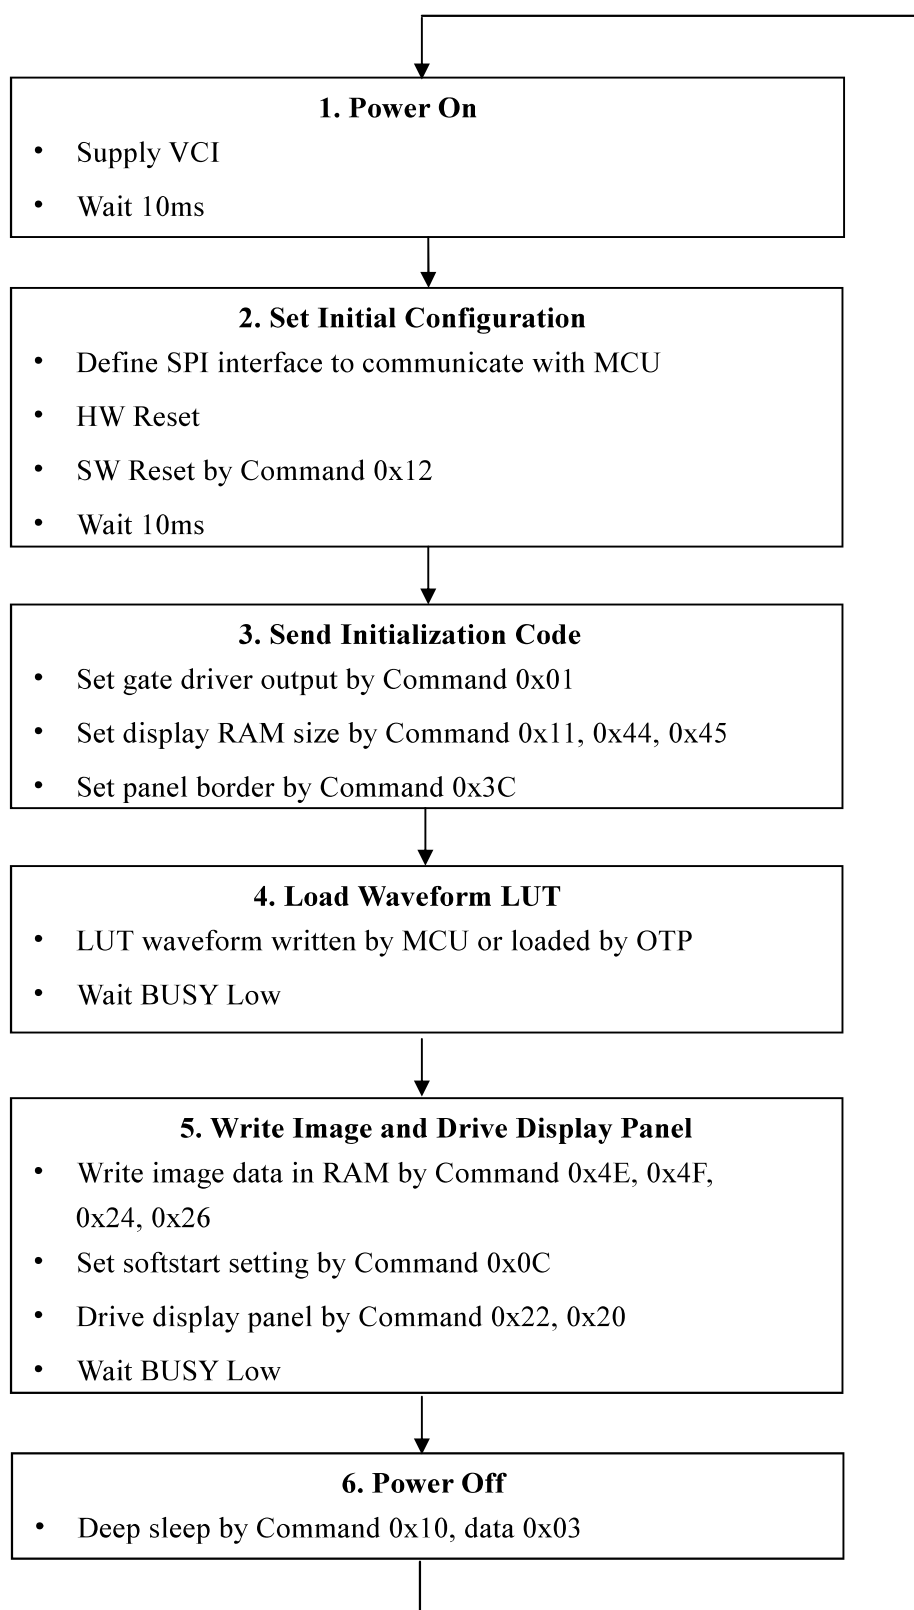 1. Power On
• Supply VCI
• Wait 10ms
2. Set Initial Configuration
• Define SPI interface to communicate with MCU
• HW Reset
• SW Reset by Command 0x12
• Wait 10ms
3. Send Initialization Code
• Set gate driver output by Command 0x01
• Set display RAM size by Command 0x11, 0x44, 0x45
• Set panel border by Command 0x3C
4. Load Waveform LUT
• LUT waveform written by MCU or loaded by OTP
• Wait BUSY Low
5. Write Image and Drive Display Panel
• Write image data in RAM by Command 0x4E, 0x4F,
0x24, 0x26
• Set softstart setting by Command 0x0C
• Drive display panel by Command 0x22, 0x20
• Wait BUSY Low
6. Power Off
• Deep sleep by Command 0x10, data 0x03